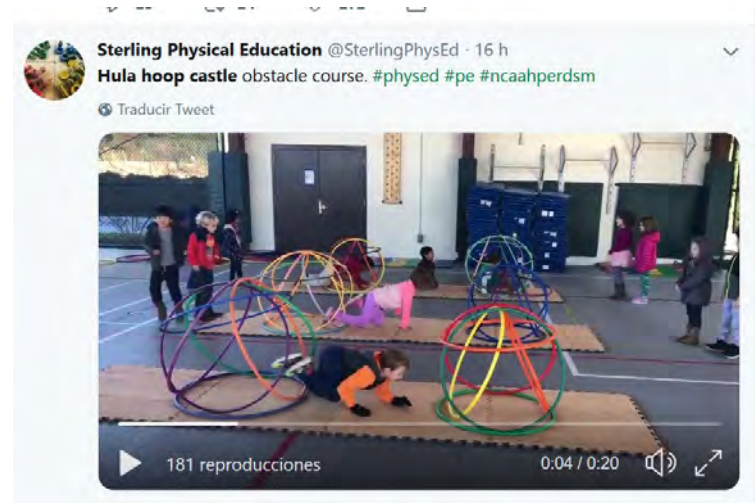 Sterling Physical Education @SterlingPhysEd · 16 h
Hula hoop castle obstacle course. #physed #pe #ncaahperdsm
Traducir Tweet
181 reproducciones
0:04 / 0:20